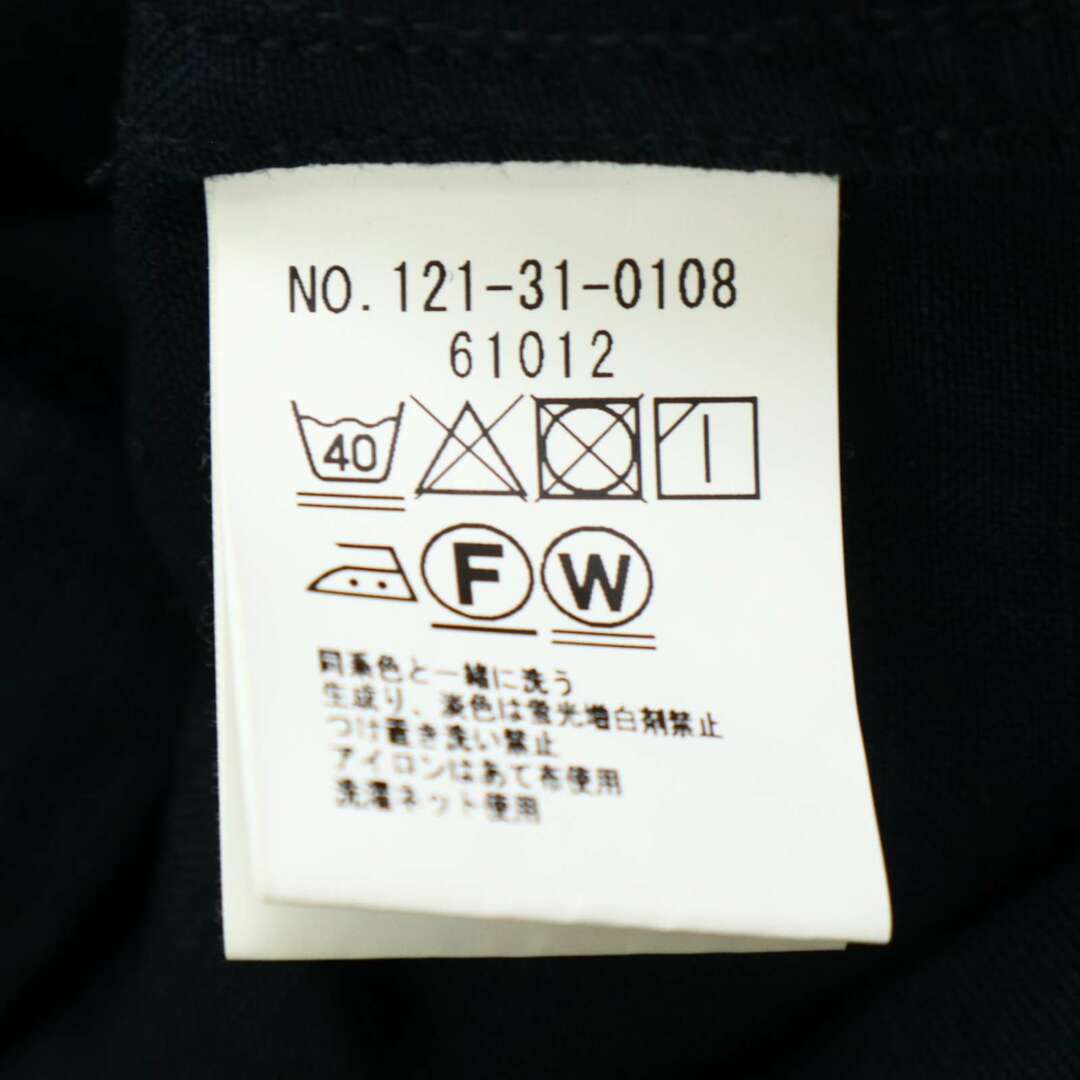 NO. 121-31-0108
61012
40
F W
同系色と一緒に洗う
生成り、淡色は蛍光増白剤禁止
つけ置き洗い禁止
アイロンはあて布使用
洗濯ネット使用